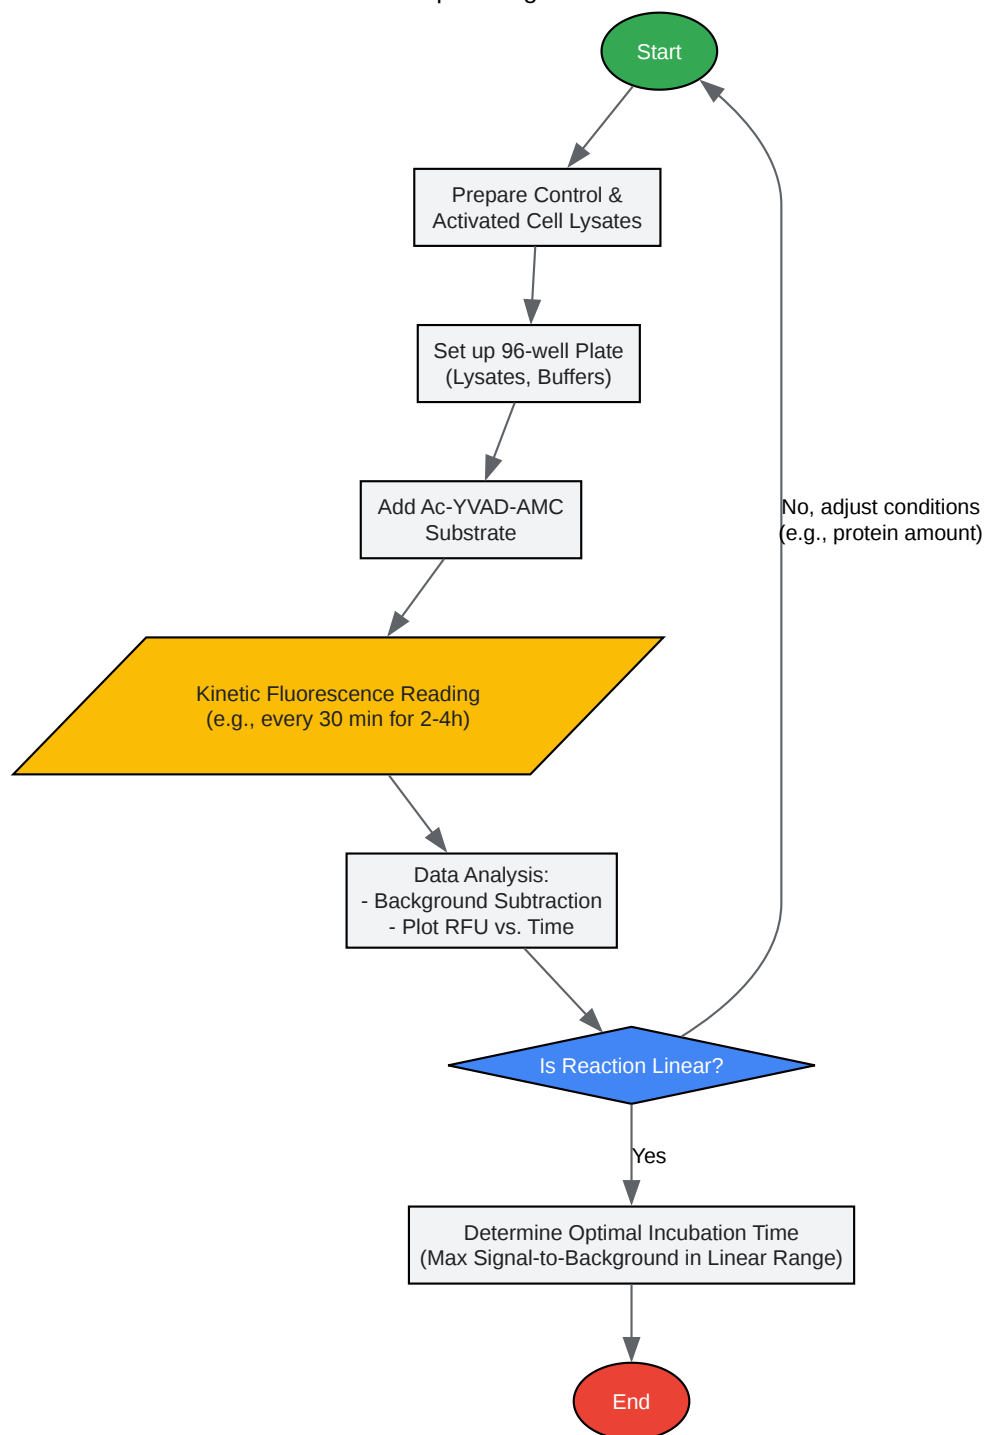 Start
Prepare Control &
Activated Cell Lysates
Set up 96-well Plate
(Lysates, Buffers)
Add Ac-YVAD-AMC
Substrate
No, adjust conditions
(e.g., protein amount)
Kinetic Fluorescence Reading
(e.g., every 30 min for 2-4h)
Data Analysis:
- Background Subtraction
- Plot RFU vs. Time
Is Reaction Linear?
Yes
Determine Optimal Incubation Time
(Max Signal-to-Background in Linear Range)
End